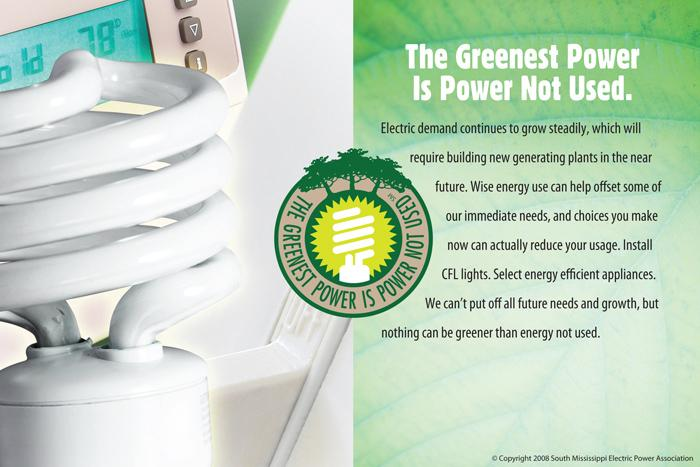 old 78°
The Greenest Power
Is Power Not Used.
Electric demand continues to grow steadily, which will
require building new generating plants in the near
future. Wise energy use can help offset some of
our immediate needs, and choices you make
now can actually reduce your usage. Install
CFL lights. Select energy efficient appliances.
We can't put off all future needs and growth, but
nothing can be greener than energy not used.
THE GREENEST POWER IS POWER NOT USED SM
© Copyright 2008 South Mississippi Electric Power Association